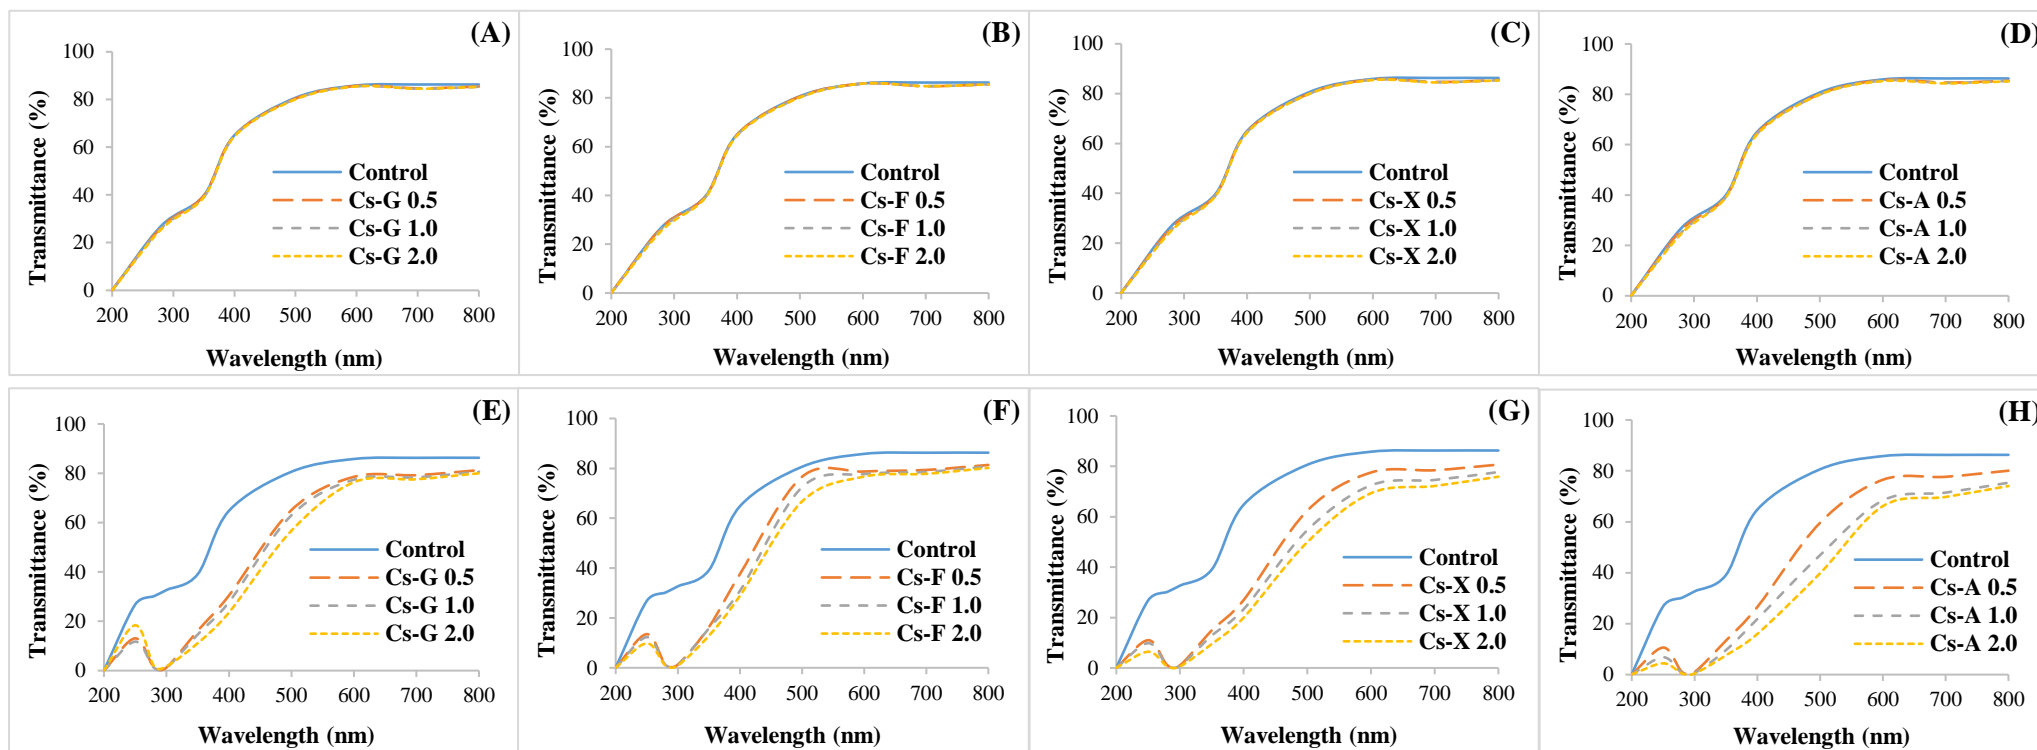 (A)
Transmittance (%)
100
80
60
40
20
0
Control
Cs-G 0.5
Cs-G 1.0
Cs-G 2.0
200 300 400 500 600 700 800
Wavelength (nm)
(B)
Transmittance (%)
100
80
60
40
20
0
Control
Cs-F 0.5
Cs-F 1.0
Cs-F 2.0
200 300 400 500 600 700 800
Wavelength (nm)
(C)
Transmittance (%)
100
80
60
40
20
0
Control
Cs-X 0.5
Cs-X 1.0
Cs-X 2.0
200 300 400 500 600 700 800
Wavelength (nm)
(D)
Transmittance (%)
100
80
60
40
20
0
Control
Cs-A 0.5
Cs-A 1.0
Cs-A 2.0
200 300 400 500 600 700 800
Wavelength (nm)
(E)
Transmittance (%)
100
80
60
40
20
0
Control
Cs-G 0.5
Cs-G 1.0
Cs-G 2.0
200 300 400 500 600 700 800
Wavelength (nm)
(F)
Transmittance (%)
100
80
60
40
20
0
Control
Cs-F 0.5
Cs-F 1.0
Cs-F 2.0
200 300 400 500 600 700 800
Wavelength (nm)
(G)
Transmittance (%)
100
80
60
40
20
0
Control
Cs-X 0.5
Cs-X 1.0
Cs-X 2.0
200 300 400 500 600 700 800
Wavelength (nm)
(H)
Transmittance (%)
100
80
60
40
20
0
Control
Cs-A 0.5
Cs-A 1.0
Cs-A 2.0
200 300 400 500 600 700 800
Wavelength (nm)